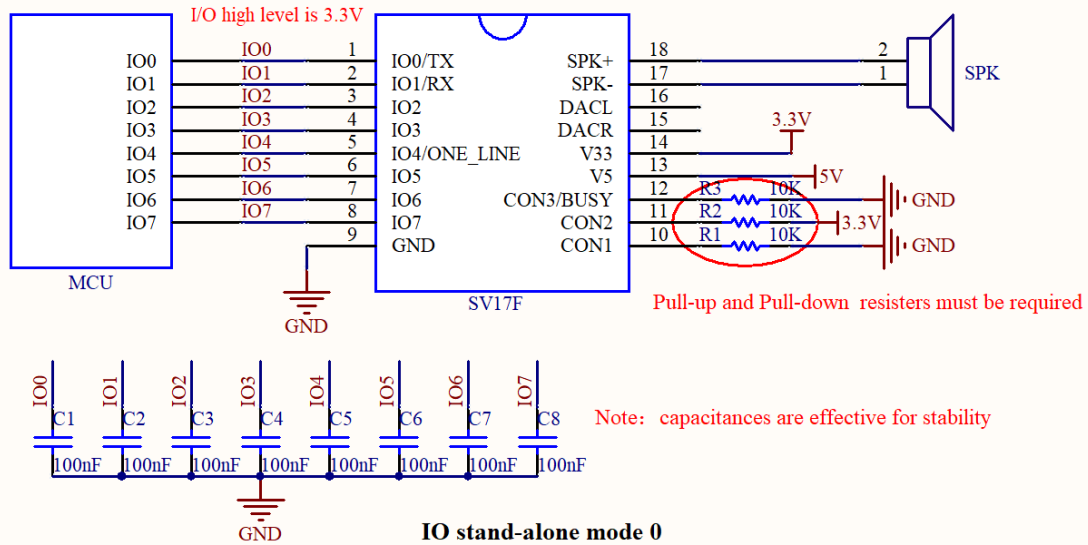 I/O high level is 3.3V
IO0 IO0 1 IO0/TX SPK+ 18 2
IO1 IO1 2 IO1/RX SPK- 17 1 SPK
IO2 IO2 3 IO2 DACL 16
IO3 IO3 4 IO3 DACR 15 3.3V
IO4 IO4 5 IO4/ONE_LINE V33 14
IO5 IO5 6 IO5 V5 13 5V
IO6 IO6 7 IO6 CON3/BUSY 12 R3 10K GND
IO7 IO7 8 IO7 CON2 11 R2 10K 3.3V
9 GND CON1 10 R1 10K GND
MCU
SV17F
GND
Pull-up and Pull-down resisters must be required
IO0 IO1 IO2 IO3 IO4 IO5 IO6 IO7
C1 C2 C3 C4 C5 C6 C7 C8
Note: capacitances are effective for stability
100nF 100nF 100nF 100nF 100nF 100nF 100nF 100nF
GND
IO stand-alone mode 0